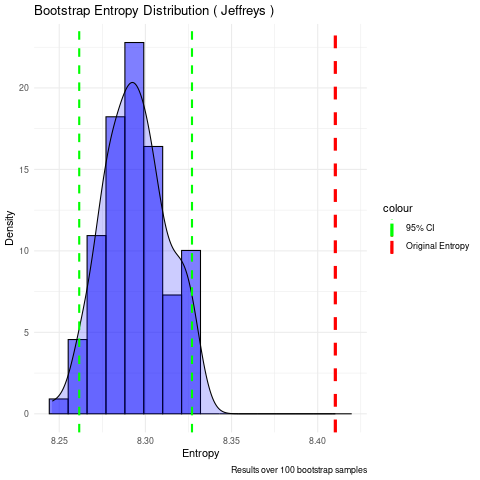 Bootstrap Entropy Distribution ( Jeffreys )
Density
20
15
10
5
0
8.25
8.30
8.35
8.40
Entropy
colour
95% CI
Original Entropy
Results over 100 bootstrap samples